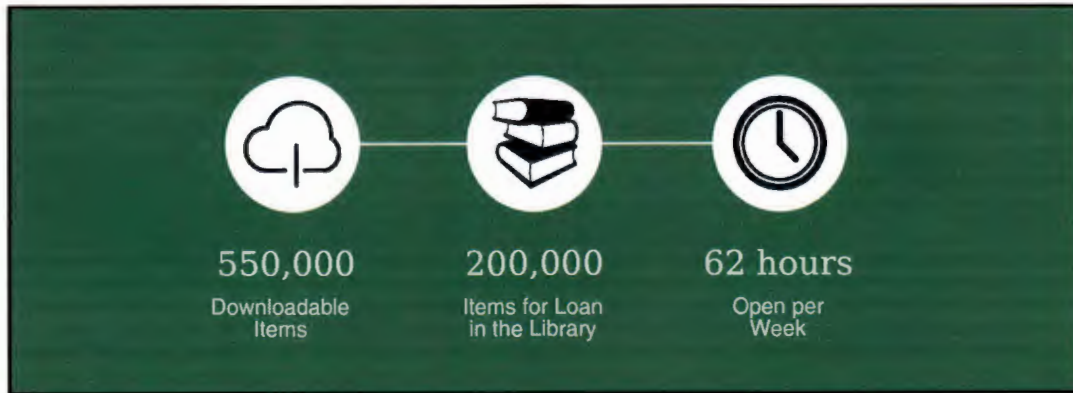 550,000
Downloadable
Items
200,000
Items for Loan
in the Library
62 hours
Open per
Week